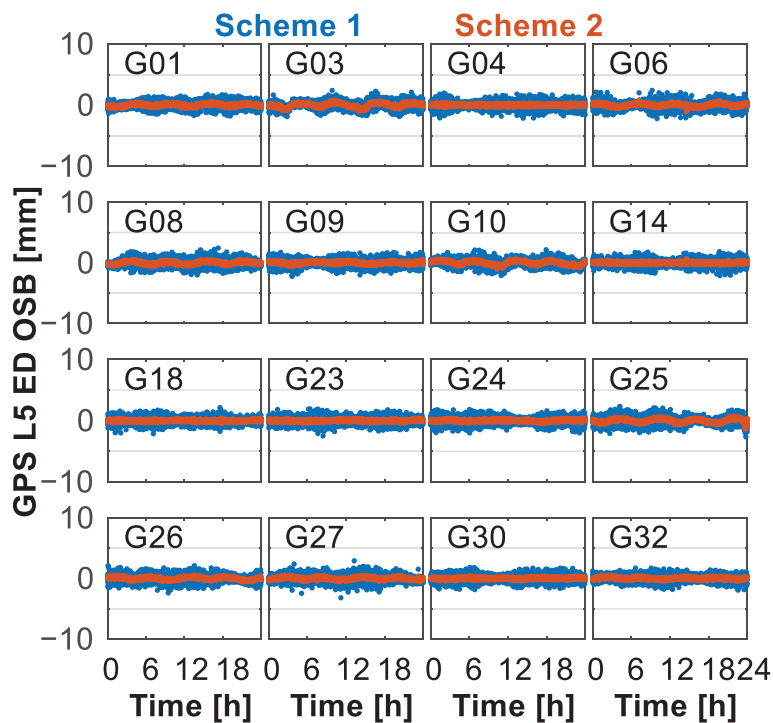 Scheme 1 Scheme 2
GPS L5 ED OSB [mm]
10
0
−10
G01 G03 G04 G06
10
0
−10
G08 G09 G10 G14
10
0
−10
G18 G23 G24 G25
10
0
−10
G26 G27 G30 G32
0 6 12 18 0 6 12 18 0 6 12 18 0 6 12 18 24
Time [h] Time [h] Time [h] Time [h]